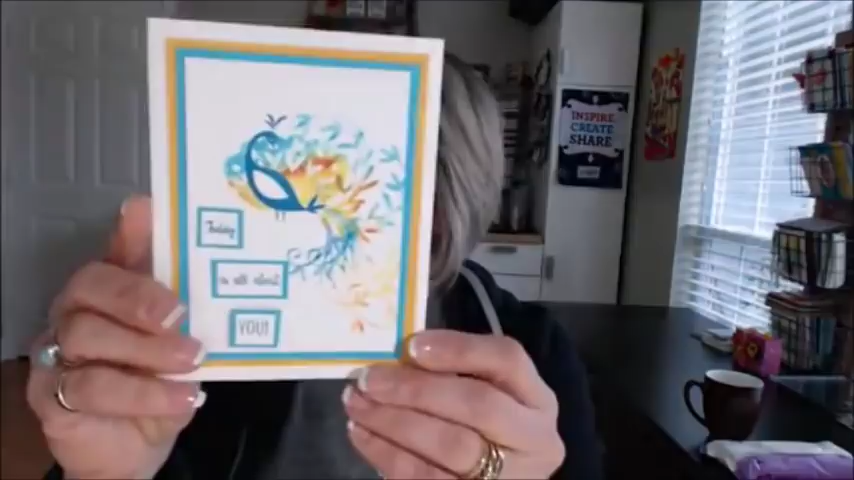 Today
is all about
YOU!
INSPIRE
CREATE
SHARE